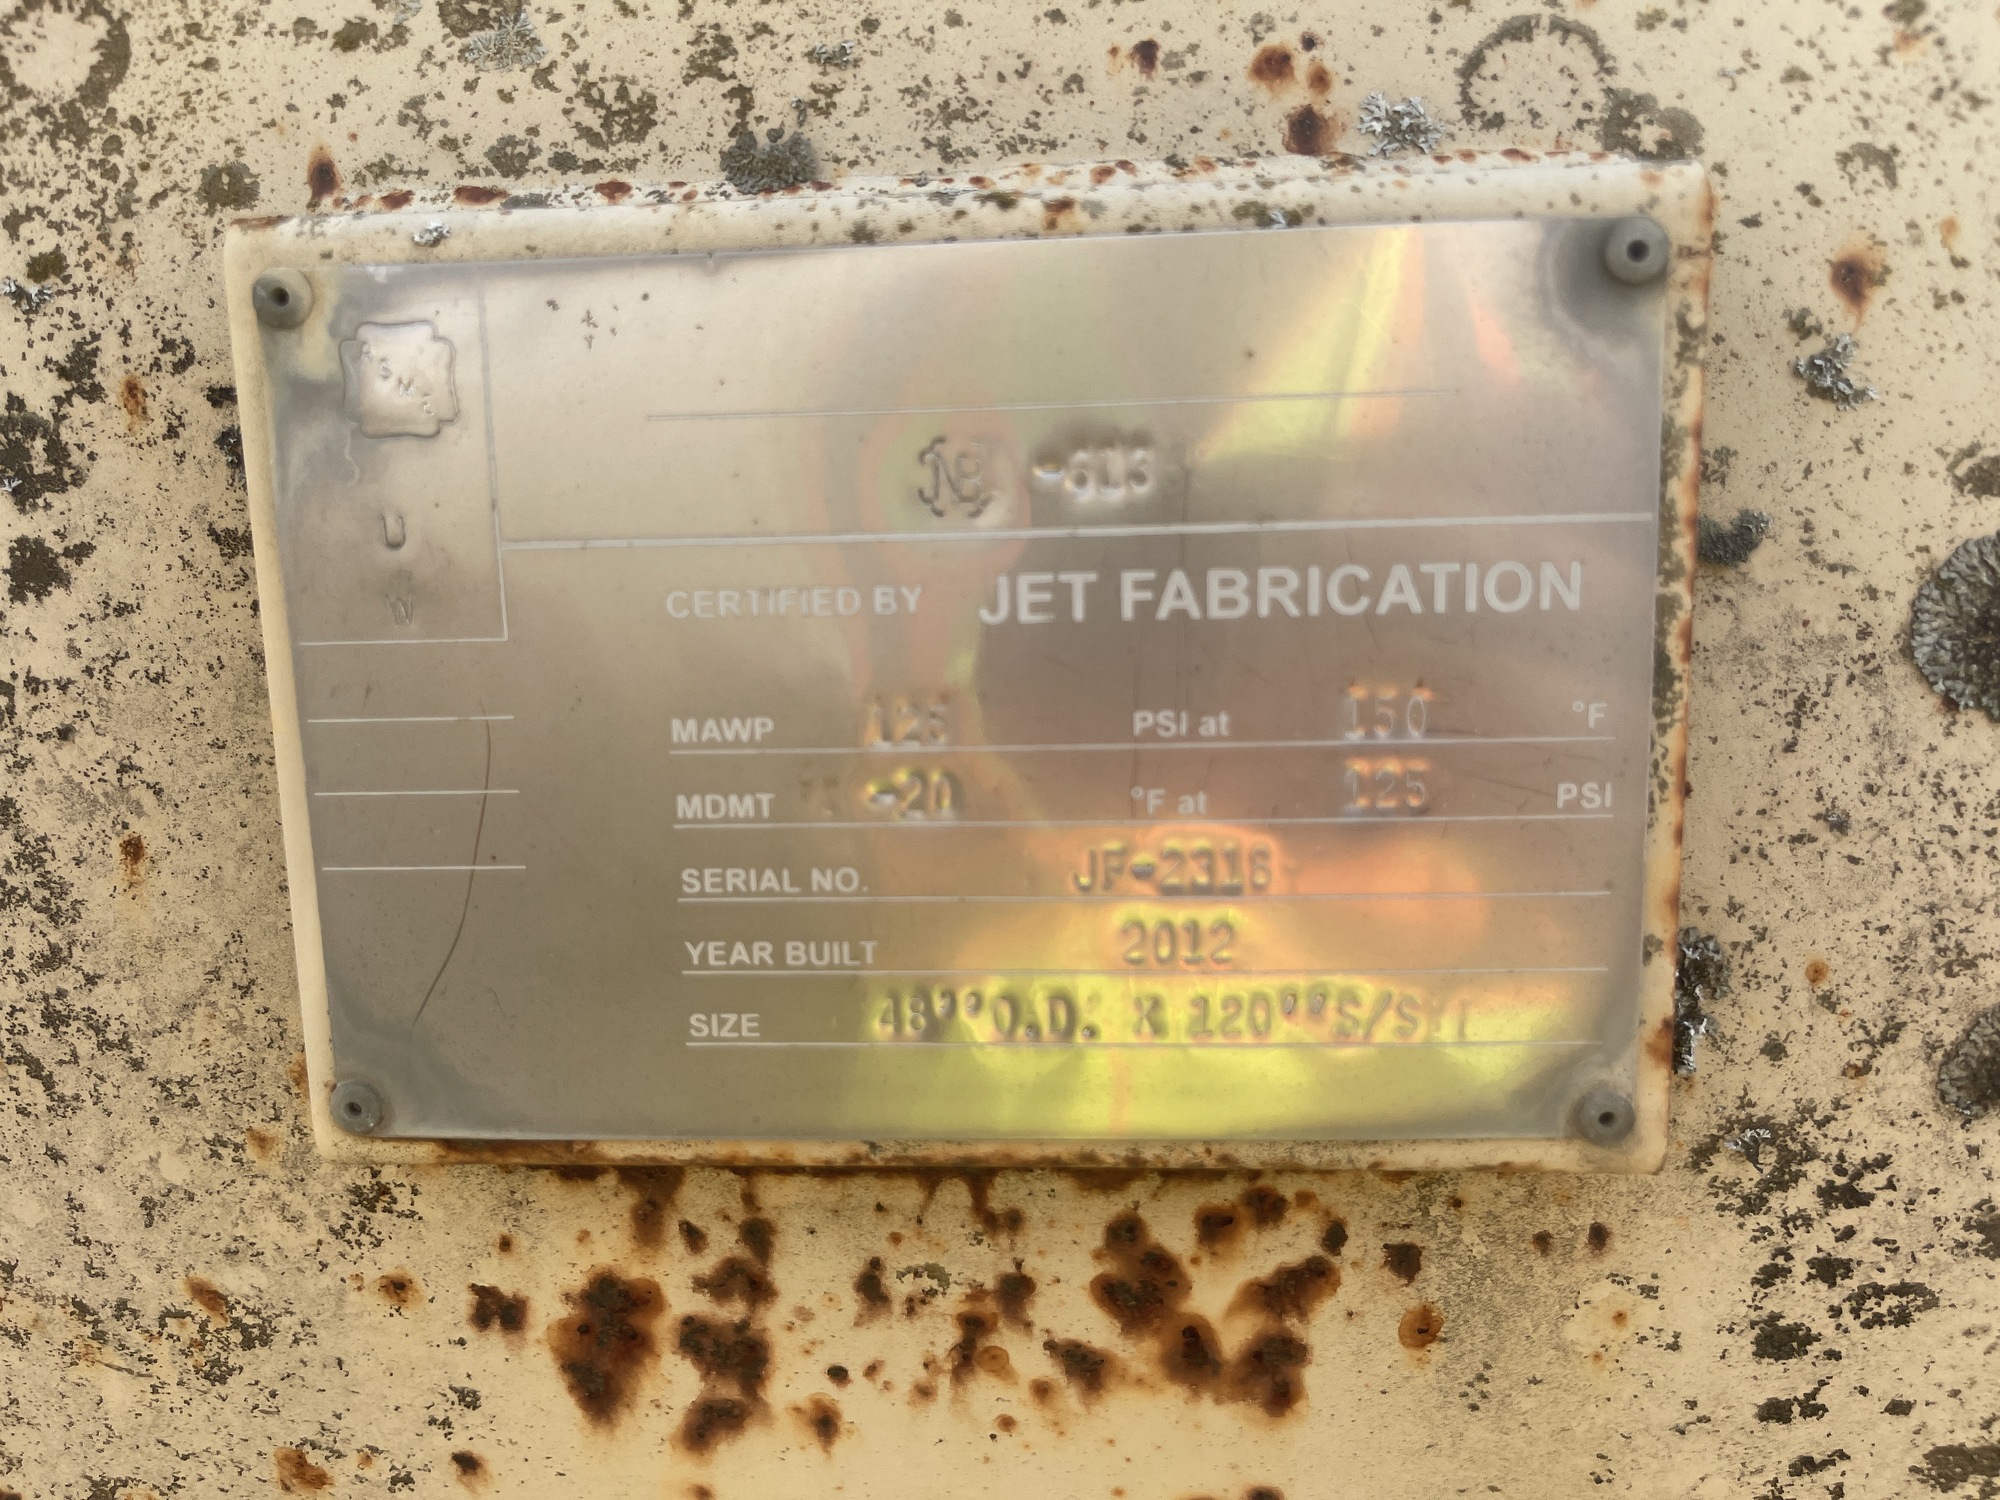 ASME
NB -613
U
W
CERTIFIED BY JET FABRICATION
MAWP 125 PSI at 150 °F
MDMT -20 °F at 125 PSI
SERIAL NO. JF-2316
YEAR BUILT 2012
SIZE 48''O.D. X 120''S/S